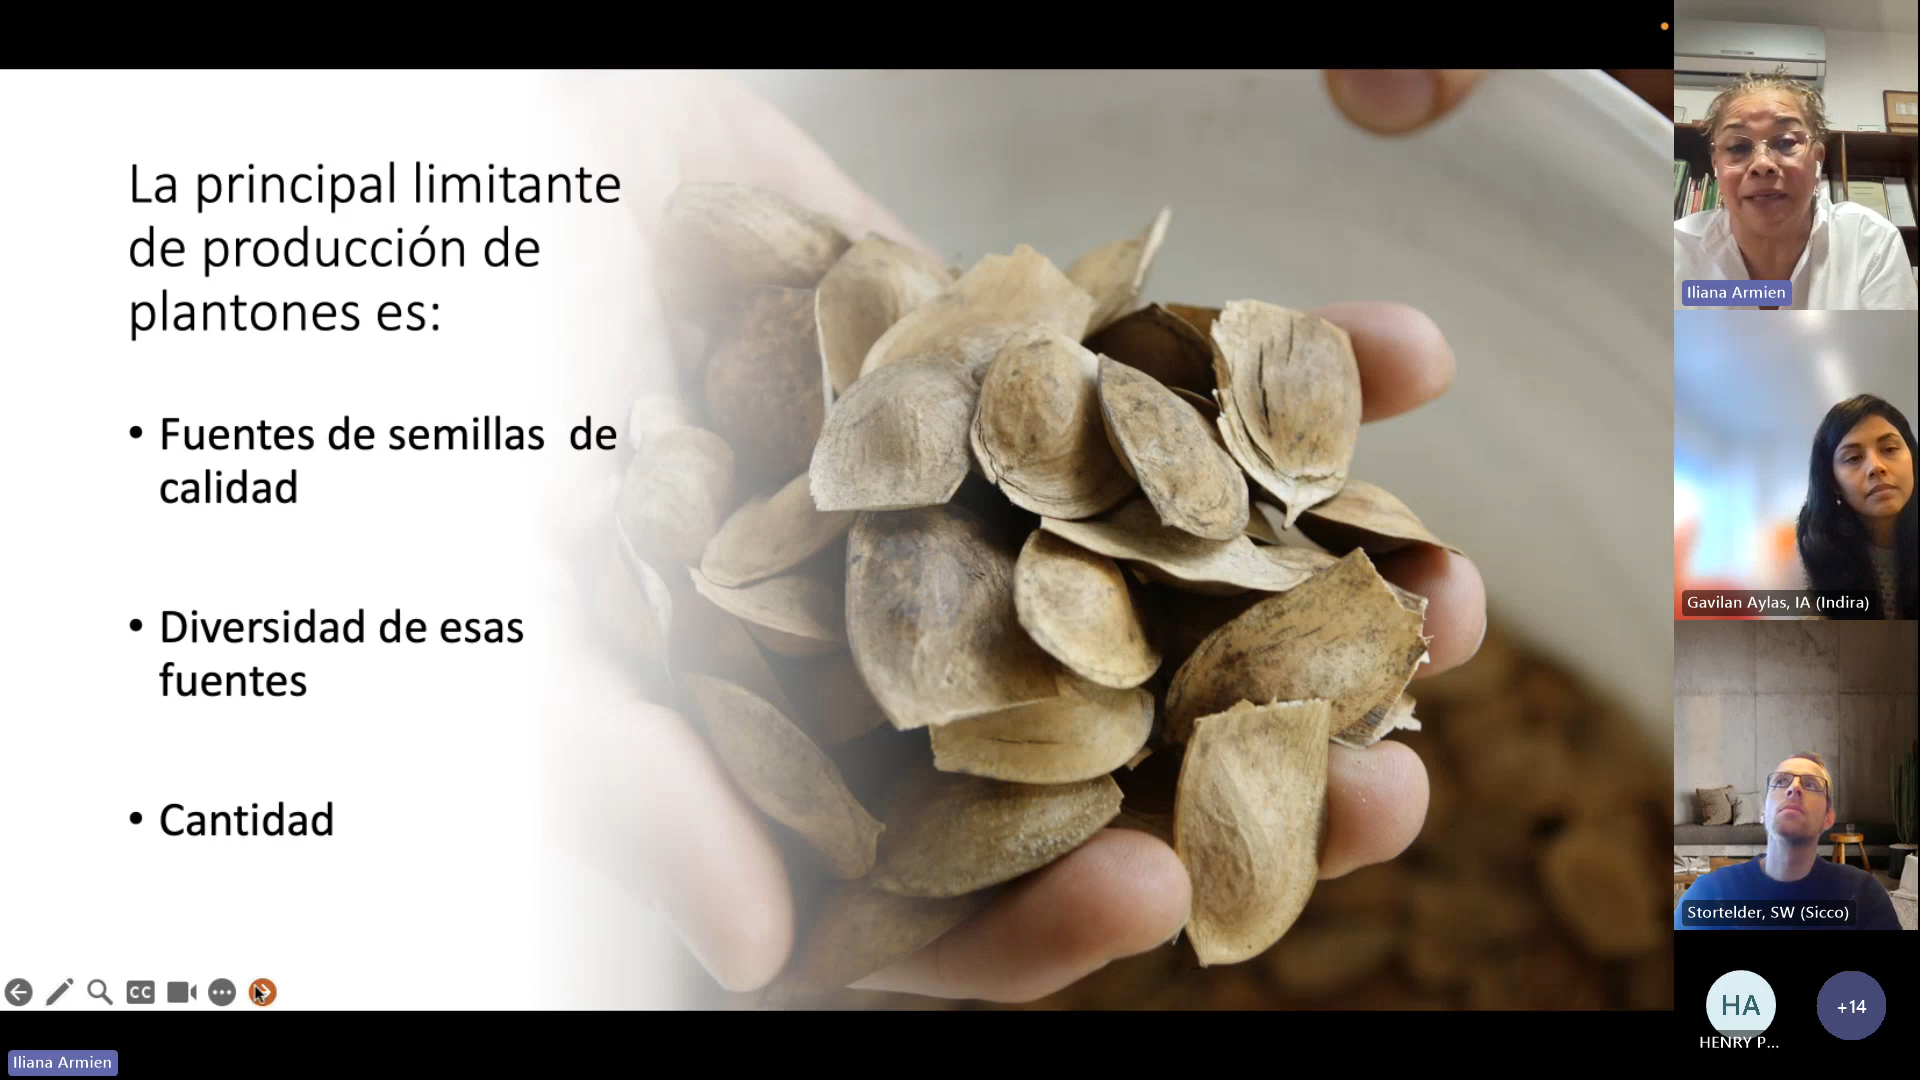 La principal limitante
de producción de
plantones es:
• Fuentes de semillas  de
calidad
• Diversidad de esas
fuentes
• Cantidad
CC
Iliana Armien
Iliana Armien
Gavilan Aylas, IA (Indira)
Stortelder, SW (Sicco)
HA
+14
HENRY P...